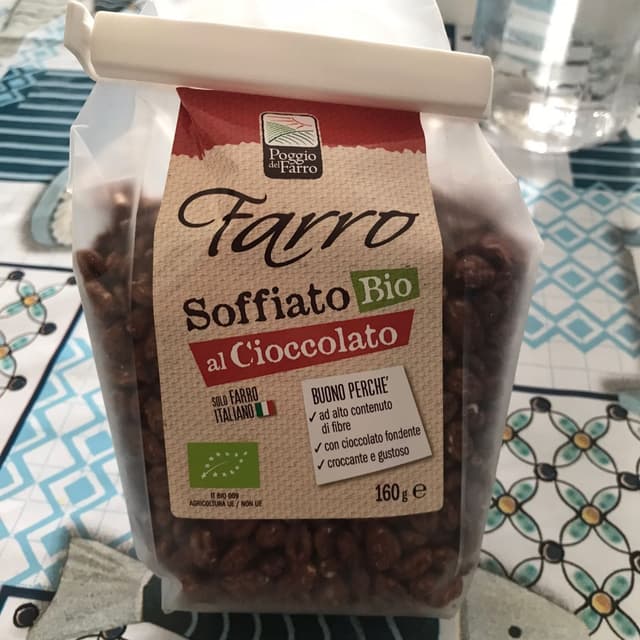 Poggio
del Farro
Farro
Soffiato Bio
al Cioccolato
SOLO FARRO
ITALIANO
BUONO PERCHE'
✓ ad alto contenuto
di fibre
✓ con cioccolato fondente
✓ croccante e gustoso
IT BIO 009
AGRICOLTURA UE / NON UE
160 g ℮